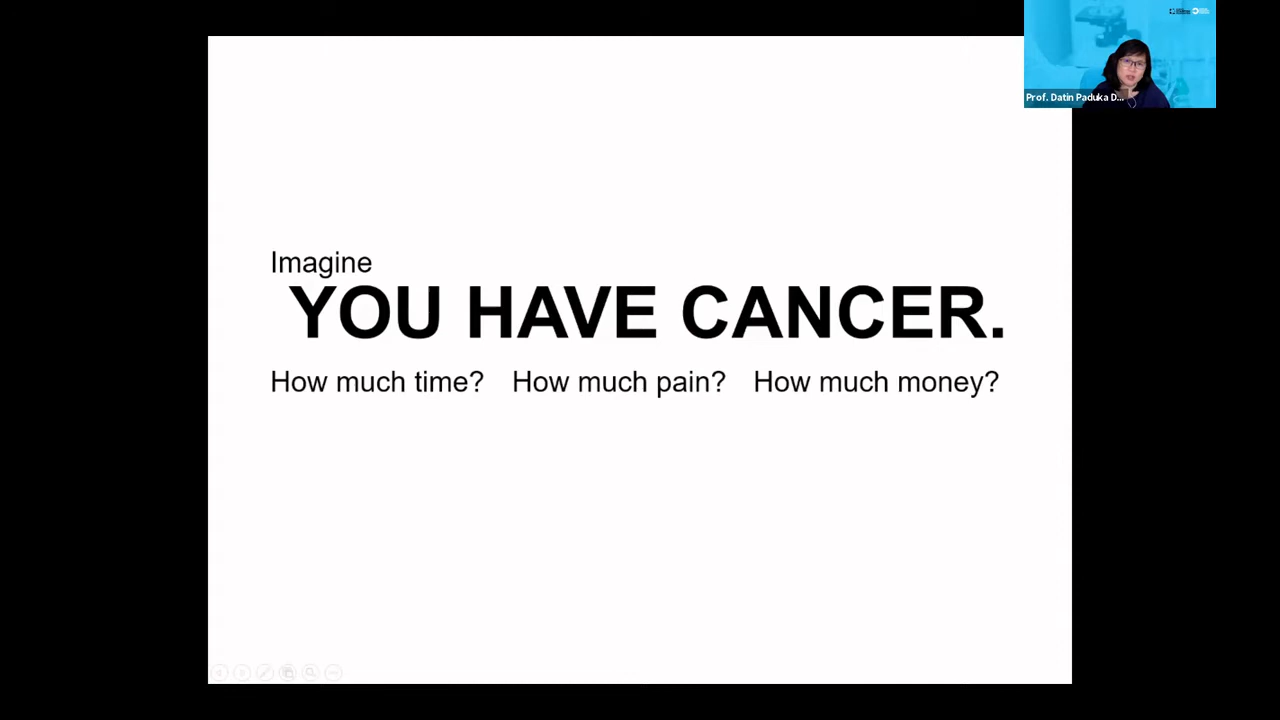 Imagine
YOU HAVE CANCER.
How much time? How much pain? How much money?
Prof. Datin Paduka D...